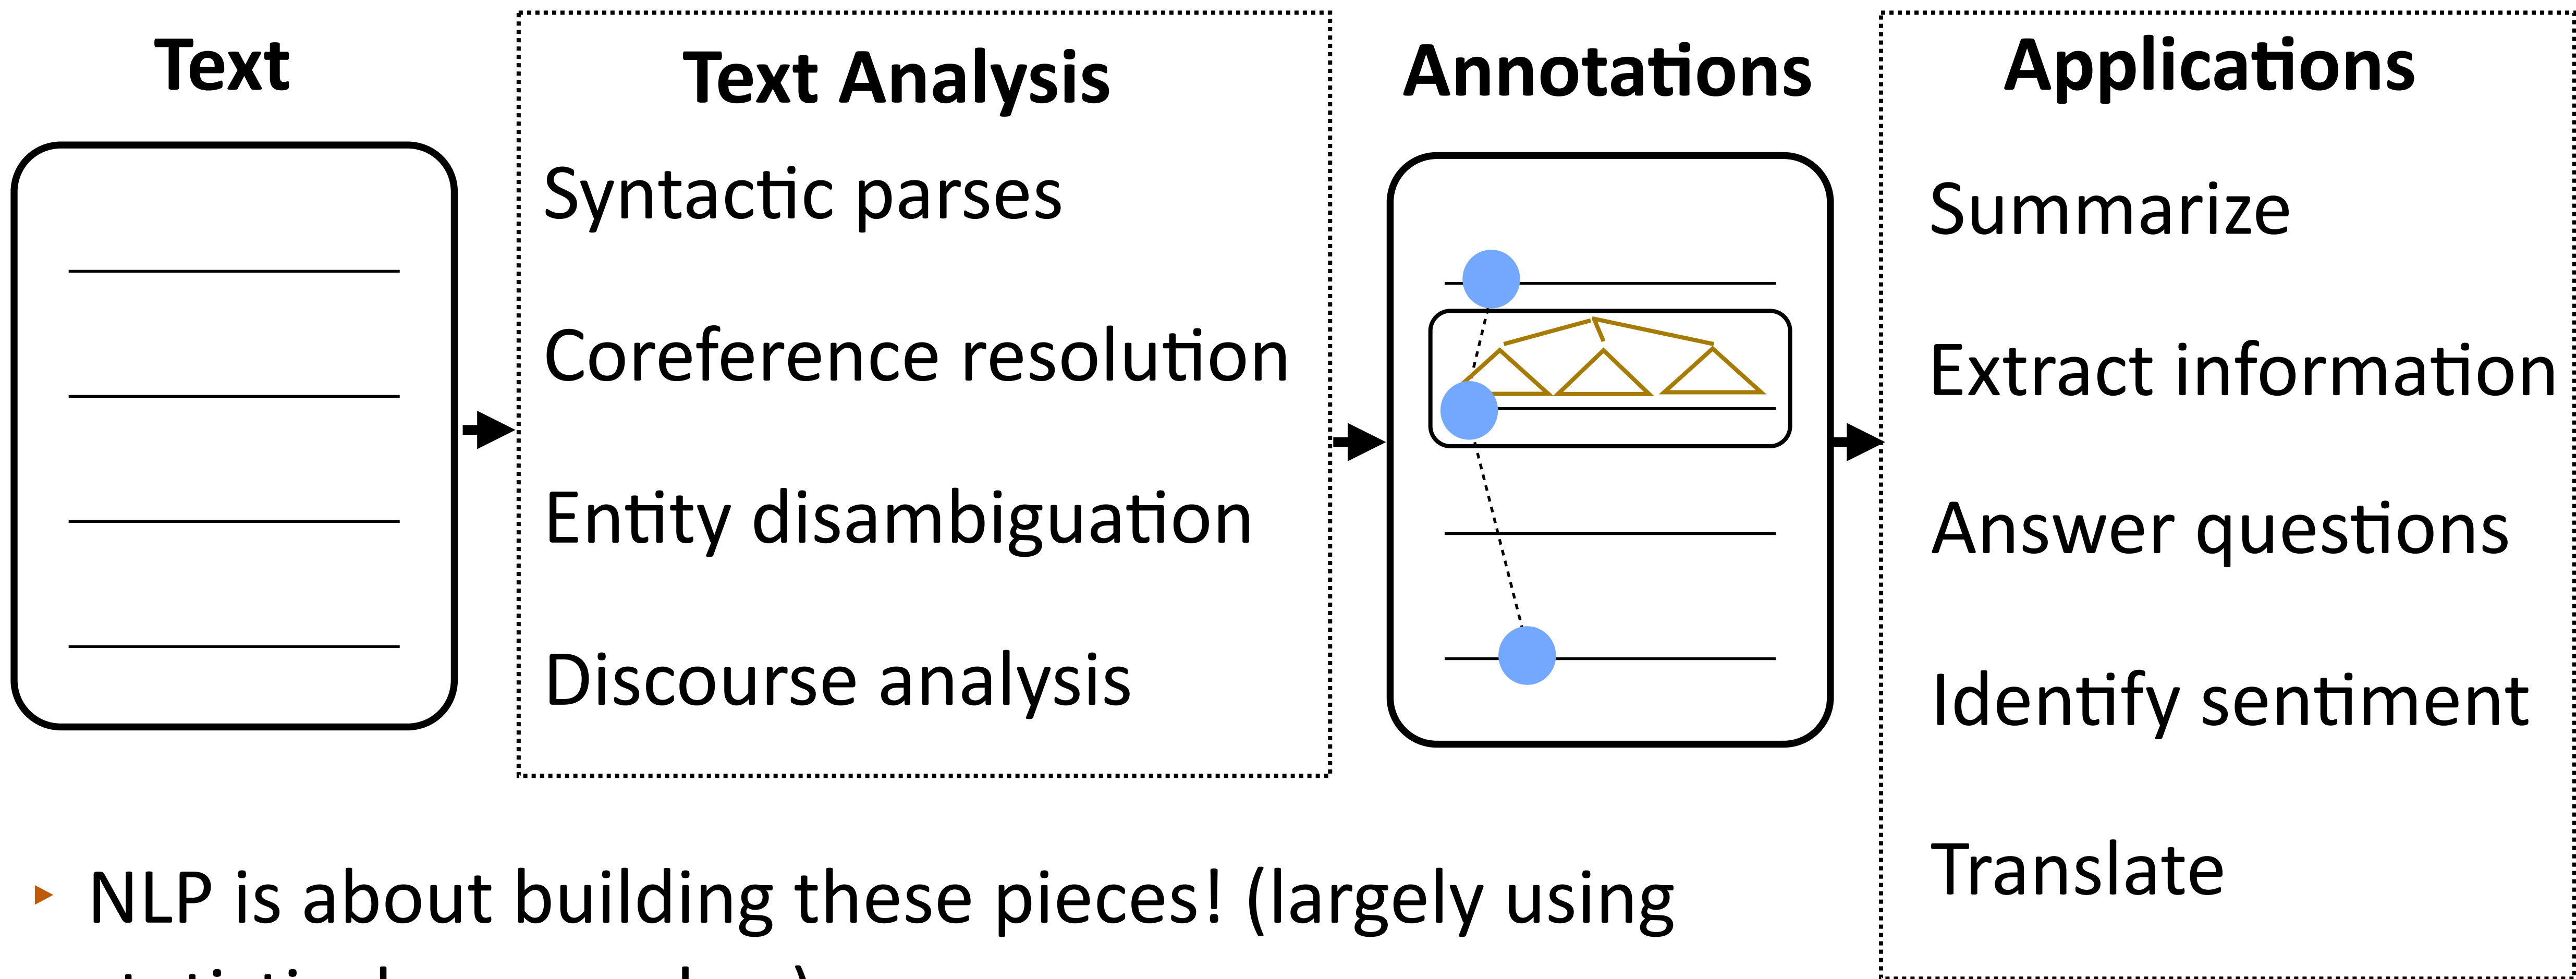 Text
Text Analysis
Syntactic parses
Coreference resolution
Entity disambiguation
Discourse analysis
Annotations
Applications
Summarize
Extract information
Answer questions
Identify sentiment
Translate
‣ NLP is about building these pieces! (largely using